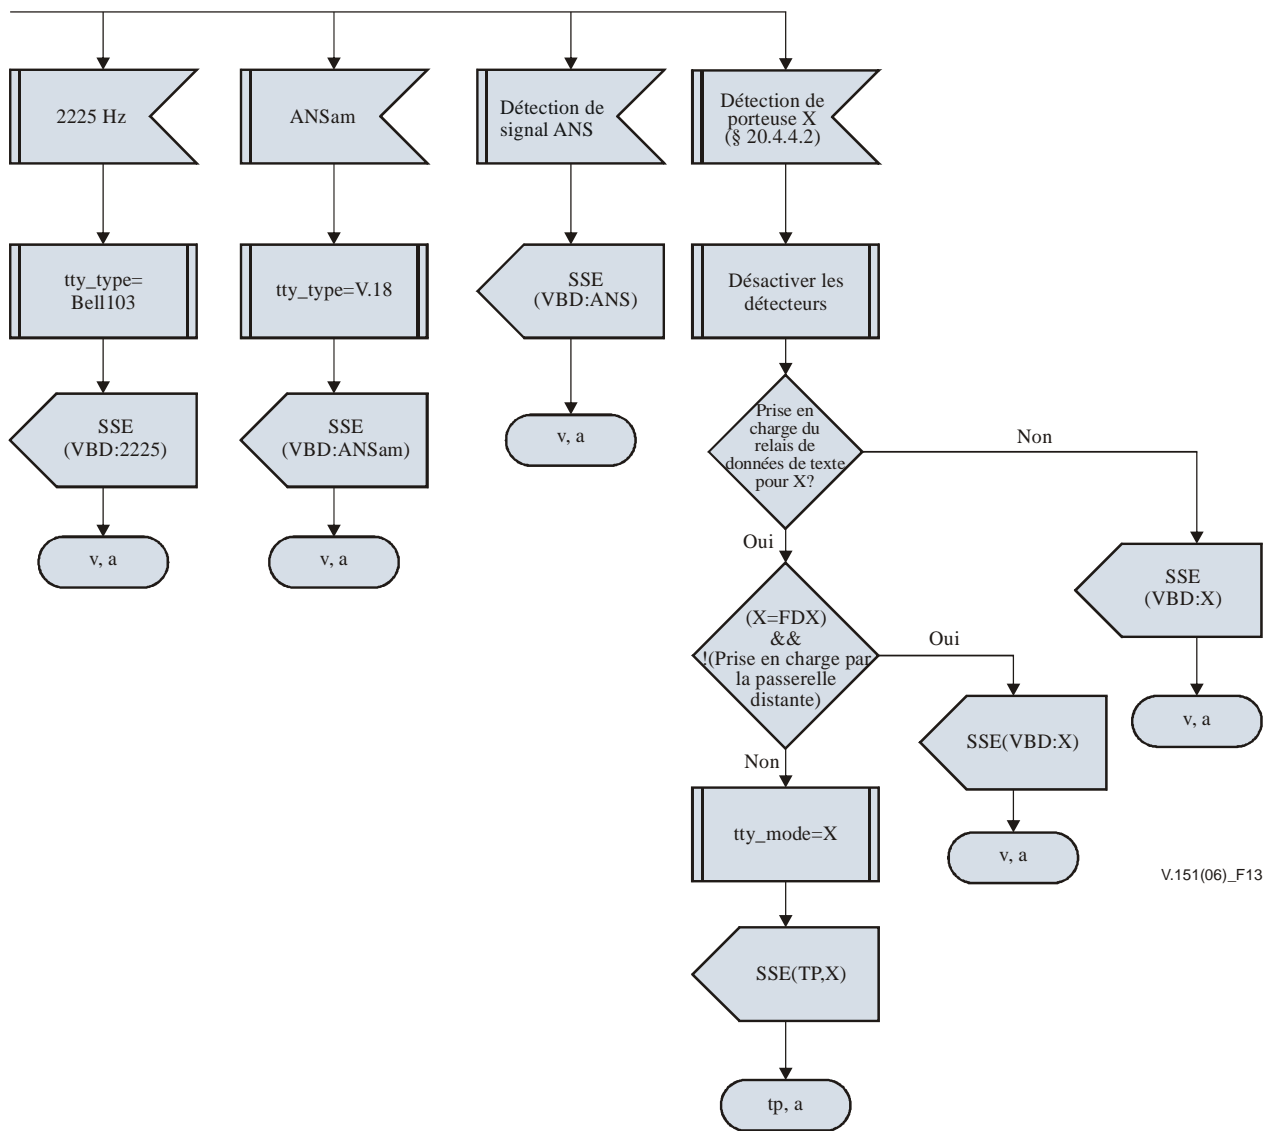 2225 Hz
ANSam
Détection de
signal ANS
Détection de
porteuse X
(§ 20.4.4.2)
tty_type=
Bell103
tty_type=V.18
SSE
(VBD:ANS)
Désactiver les
détecteurs
SSE
(VBD:2225)
SSE
(VBD:ANSam)
v, a
Prise en
charge du
relais de
données de texte
pour X?
Non
Oui
v, a
v, a
SSE
(VBD:X)
(X=FDX)
&&
!(Prise en charge par
la passerelle
distante)
Oui
v, a
SSE(VBD:X)
Non
tty_mode=X
v, a
V.151(06)_F13
SSE(TP,X)
tp, a